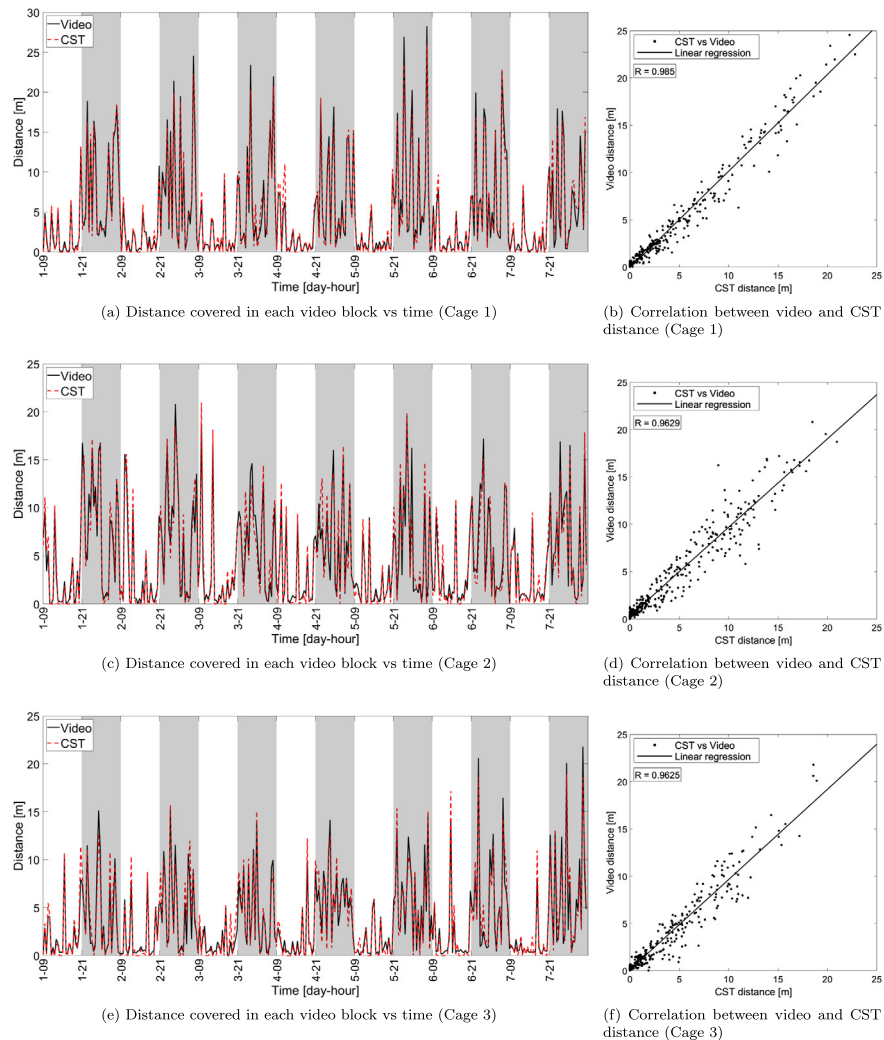 30
25
20
15
10
5
0
Distance [m]
Video
CST
1-09
1-21
2-09
2-21
3-09
3-21
4-09
4-21
5-09
5-21
6-09
6-21
7-09
7-21
Time [day-hour]
(a) Distance covered in each video block vs time (Cage 1)
25
20
15
10
5
0
Video distance [m]
CST vs Video
Linear regression
R = 0.985
0 5 10 15 20 25
CST distance [m]
(b) Correlation between video and CST
distance (Cage 1)
25
20
15
10
5
0
Distance [m]
Video
CST
1-09
1-21
2-09
2-21
3-09
3-21
4-09
4-21
5-09
5-21
6-09
6-21
7-09
7-21
Time [day-hour]
(c) Distance covered in each video block vs time (Cage 2)
25
20
15
10
5
0
Video distance [m]
CST vs Video
Linear regression
R = 0.9629
0 5 10 15 20 25
CST distance [m]
(d) Correlation between video and CST
distance (Cage 2)
25
20
15
10
5
0
Distance [m]
Video
CST
1-09
1-21
2-09
2-21
3-09
3-21
4-09
4-21
5-09
5-21
6-09
6-21
7-09
7-21
Time [day-hour]
(e) Distance covered in each video block vs time (Cage 3)
25
20
15
10
5
0
Video distance [m]
CST vs Video
Linear regression
R = 0.9625
0 5 10 15 20 25
CST distance [m]
(f) Correlation between video and CST
distance (Cage 3)